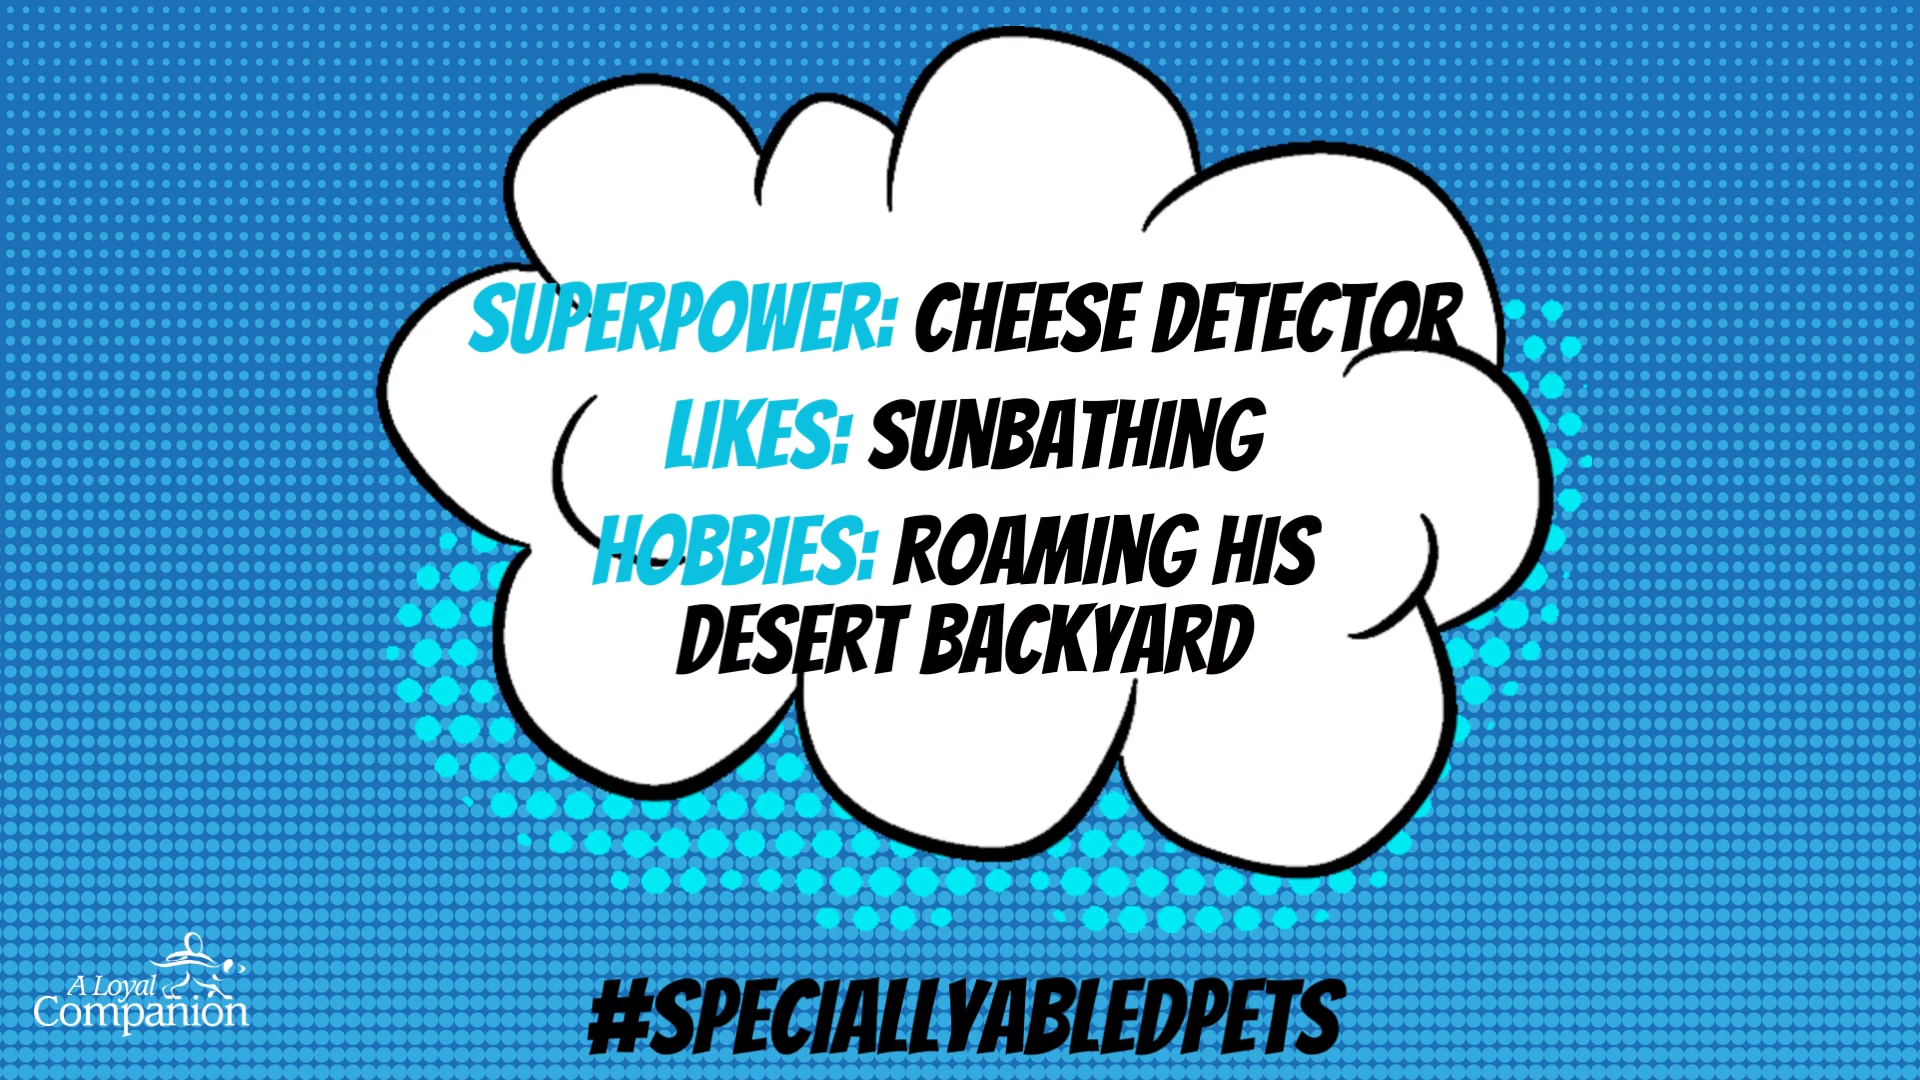 SUPERPOWER: CHEESE DETECTOR
LIKES: SUNBATHING
HOBBIES: ROAMING HIS
DESERT BACKYARD
A Loyal
Companion
#SPECIALLYABLEDPETS